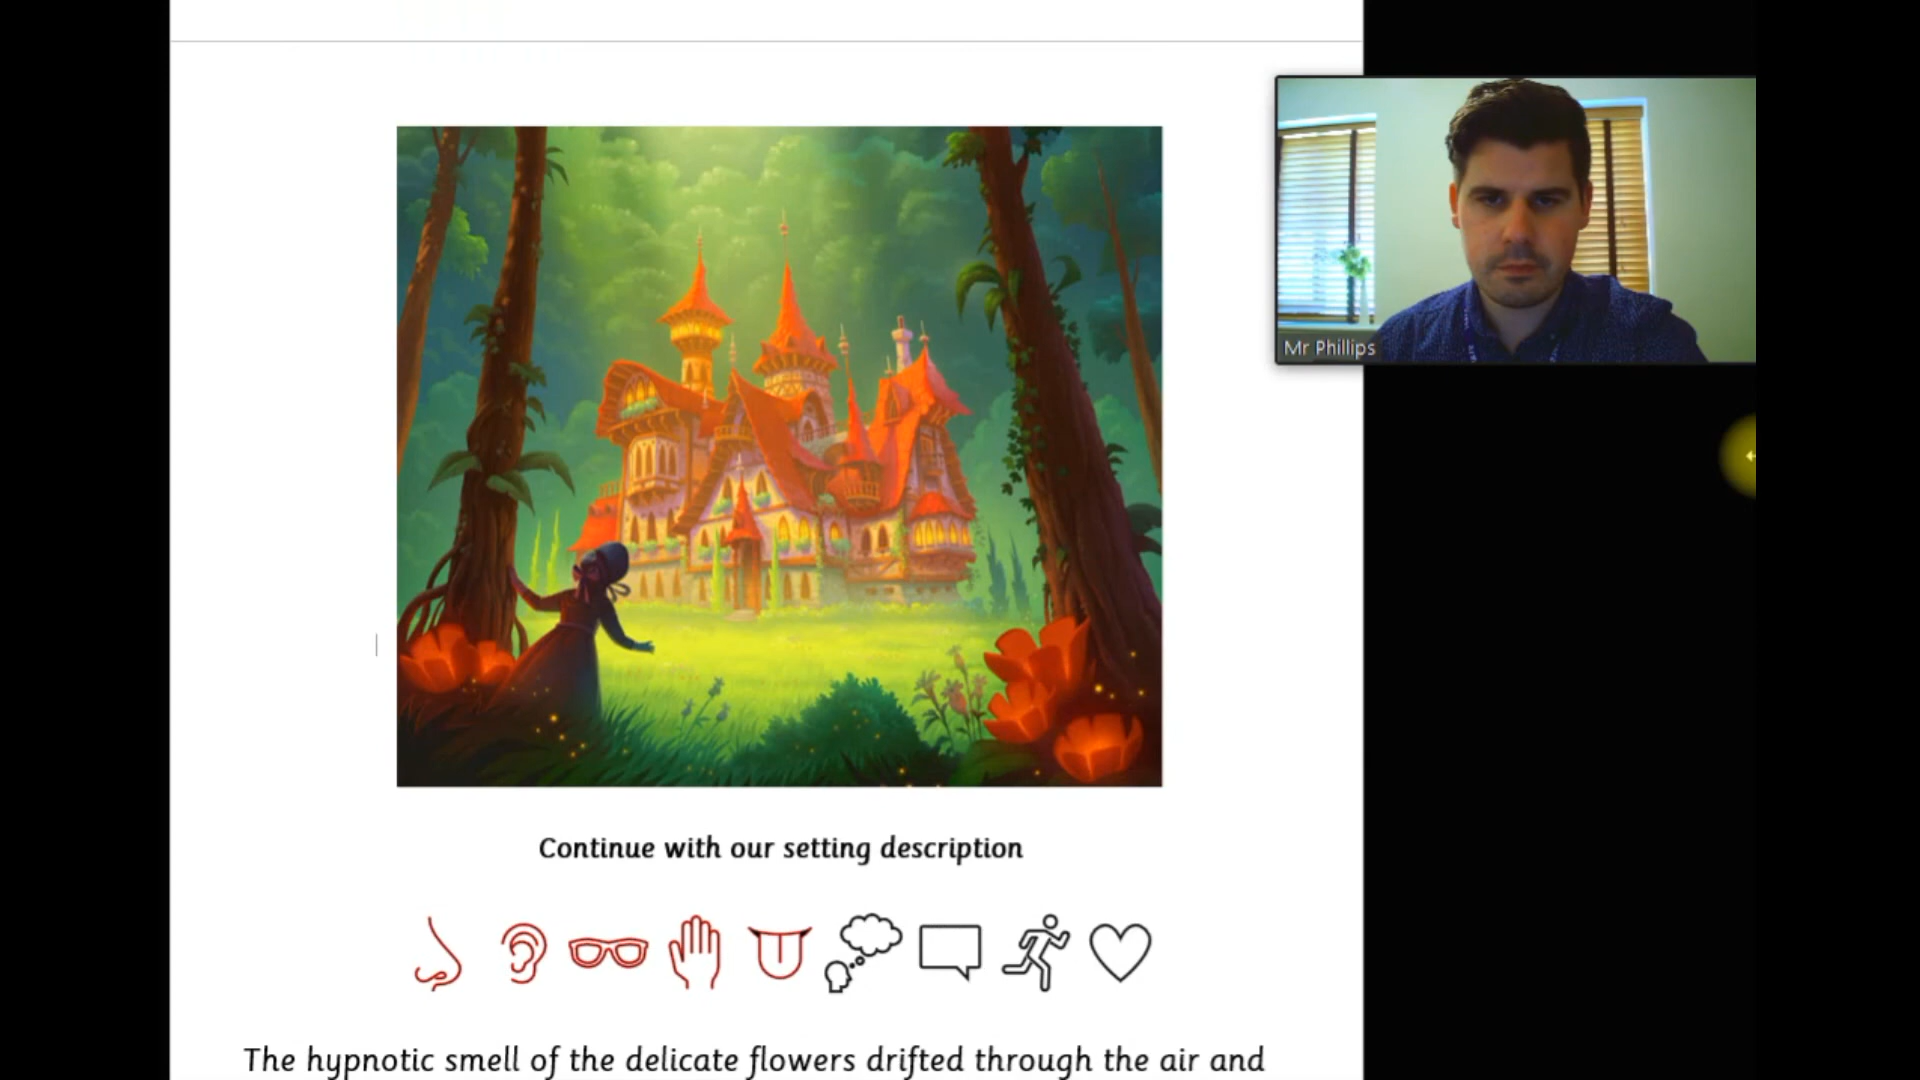 Mr Phillips
Continue with our setting description
The hypnotic smell of the delicate flowers drifted through the air and